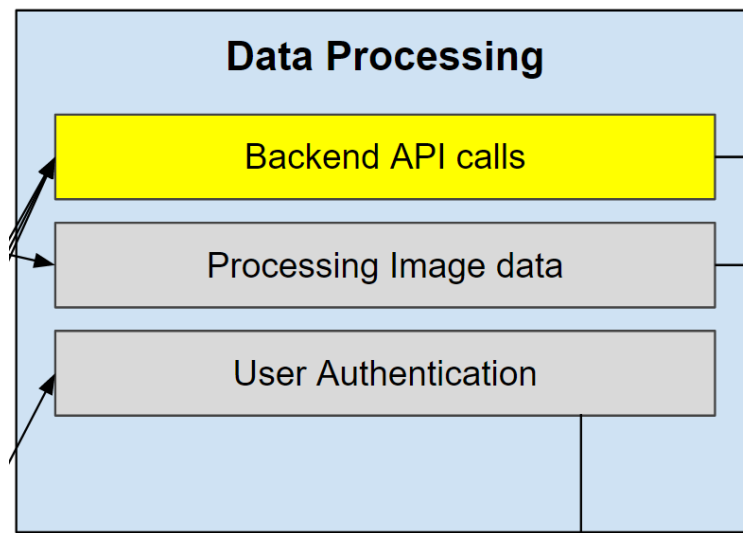 Data Processing
Backend API calls
Processing Image data
User Authentication